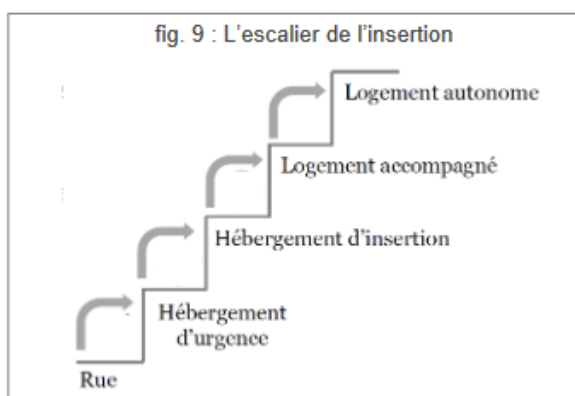 fig. 9 : L'escalier de l'insertion
Logement autonome
Logement accompagné
Hébergement d'insertion
Hébergement
d'urgence
Rue